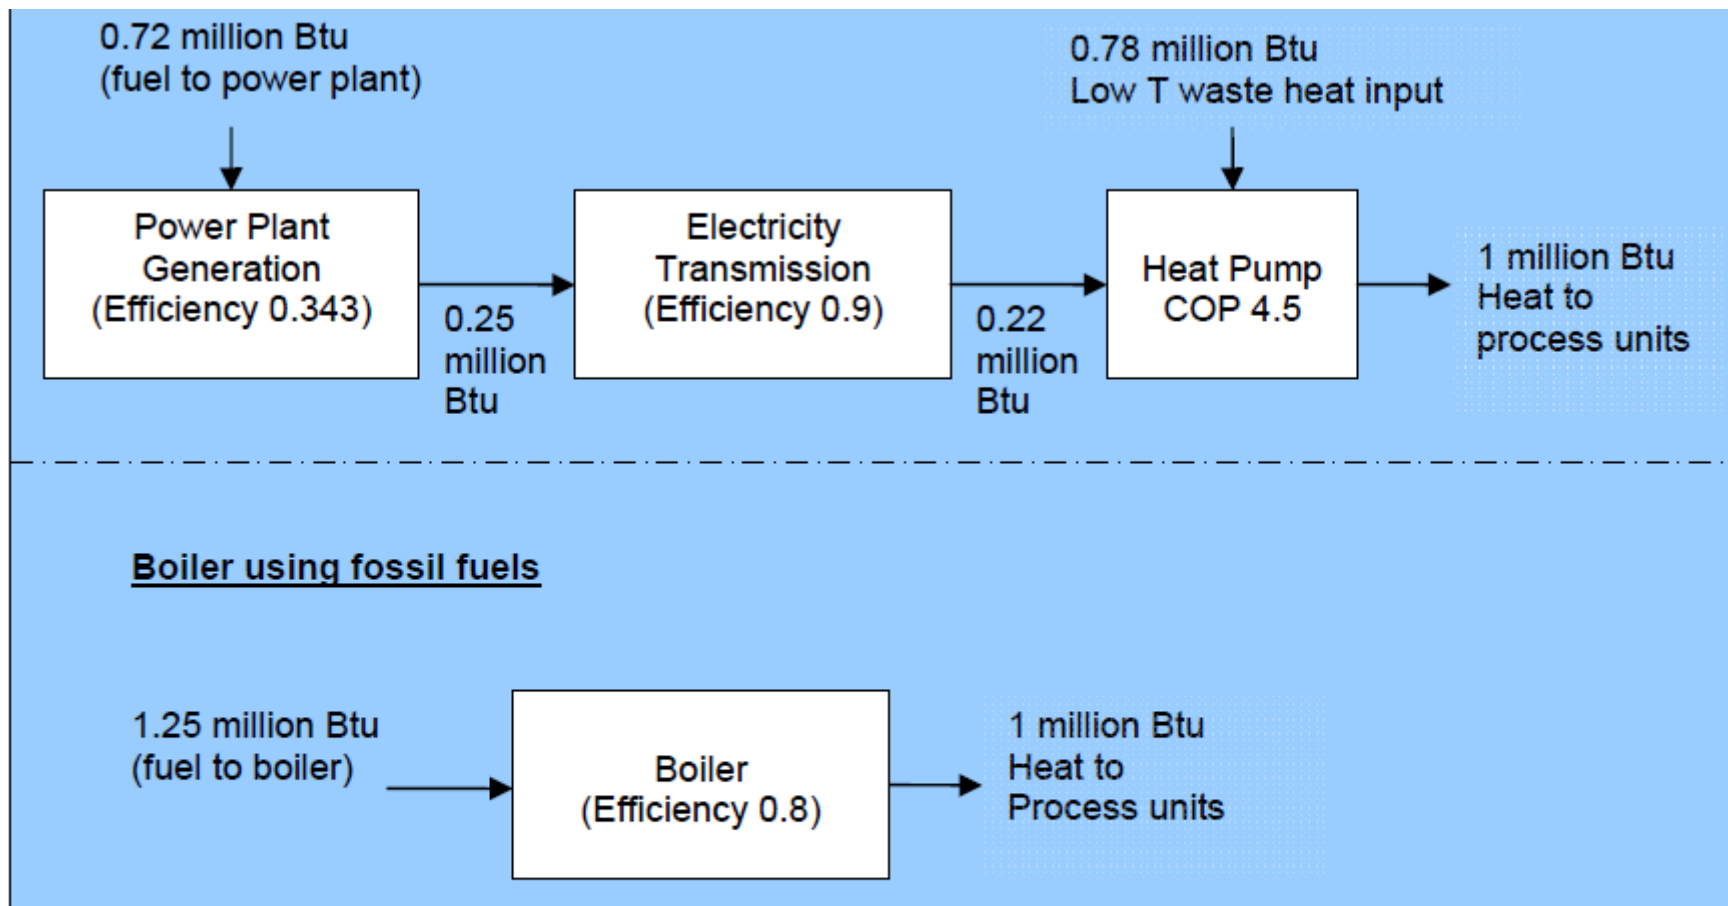 0.72 million Btu
(fuel to power plant)
0.78 million Btu
Low T waste heat input
Power Plant
Generation
(Efficiency 0.343)
0.25
million
Btu
Electricity
Transmission
(Efficiency 0.9)
0.22
million
Btu
Heat Pump
COP 4.5
1 million Btu
Heat to
process units
Boiler using fossil fuels
1.25 million Btu
(fuel to boiler)
Boiler
(Efficiency 0.8)
1 million Btu
Heat to
Process units